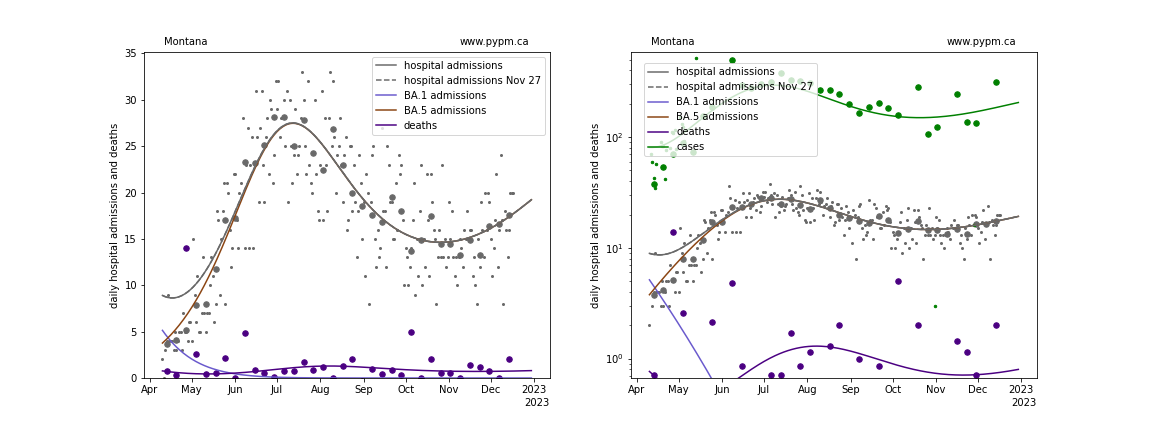 Montana www.pypm.ca
daily hospital admissions and deaths
35
30
25
20
15
10
5
0
hospital admissions
hospital admissions Nov 27
BA.1 admissions
BA.5 admissions
deaths
Apr May Jun Jul Aug Sep Oct Nov Dec 2023
2023
Montana www.pypm.ca
daily hospital admissions and deaths
10²
10¹
10⁰
hospital admissions
hospital admissions Nov 27
BA.1 admissions
BA.5 admissions
deaths
cases
Apr May Jun Jul Aug Sep Oct Nov Dec 2023
2023